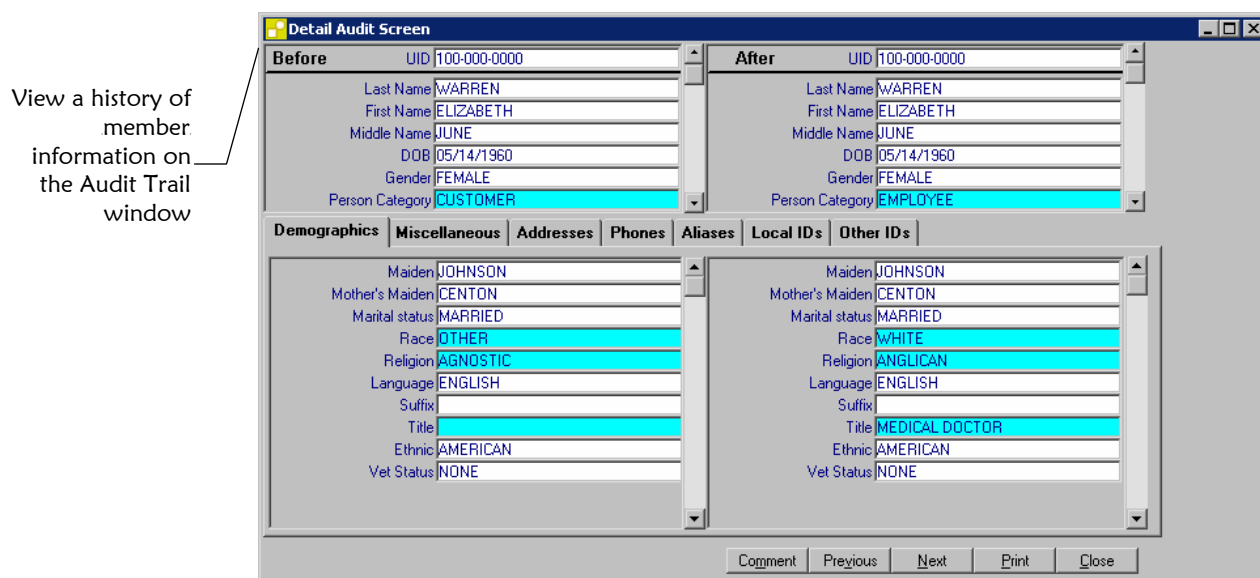 View a history of
member
information on
the Audit Trail
window
Detail Audit Screen
Before UID 100-000-0000
Last Name WARREN
First Name ELIZABETH
Middle Name JUNE
DOB 05/14/1960
Gender FEMALE
Person Category CUSTOMER
After UID 100-000-0000
Last Name WARREN
First Name ELIZABETH
Middle Name JUNE
DOB 05/14/1960
Gender FEMALE
Person Category EMPLOYEE
Demographics Miscellaneous Addresses Phones Aliases Local IDs Other IDs
Maiden JOHNSON
Mother's Maiden CENTON
Marital status MARRIED
Race OTHER
Religion AGNOSTIC
Language ENGLISH
Suffix
Title
Ethnic AMERICAN
Vet Status NONE
Maiden JOHNSON
Mother's Maiden CENTON
Marital status MARRIED
Race WHITE
Religion ANGLICAN
Language ENGLISH
Suffix
Title MEDICAL DOCTOR
Ethnic AMERICAN
Vet Status NONE
Comment Previous Next Print Close